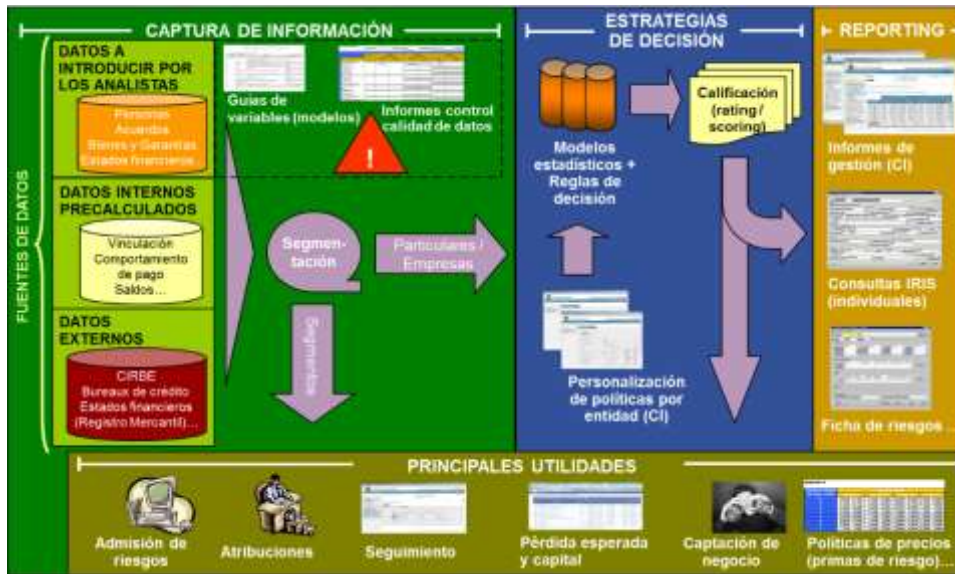 CAPTURA DE INFORMACIÓN
FUENTES DE DATOS
DATOS A
INTRODUCIR POR
LOS ANALISTAS
Personas
Acuerdos
Bienes y Garantías
Estados financieros...
DATOS INTERNOS
PRECALCULADOS
Vinculación
Comportamiento
de pago
Saldos...
DATOS
EXTERNOS
CIRBE
Bureaux de crédito
Estados financieros
(Registro Mercantil)...
Guías de
variables (modelos)
Informes control
calidad de datos
!
Segmen-
tación
Particulares /
Empresas
Segmentos
ESTRATEGIAS
DE DECISIÓN
Modelos
estadísticos +
Reglas de
decisión
Calificación
(rating /
scoring)
Personalización
de políticas por
entidad (CI)
REPORTING
Informes de
gestión (CI)
Consultas IRIS
(individuales)
Ficha de riesgos...
PRINCIPALES UTILIDADES
Admisión de
riesgos
Atribuciones
Seguimiento
Pérdida esperada
y capital
Captación de
negocio
Políticas de precios
(primas de riesgo)...